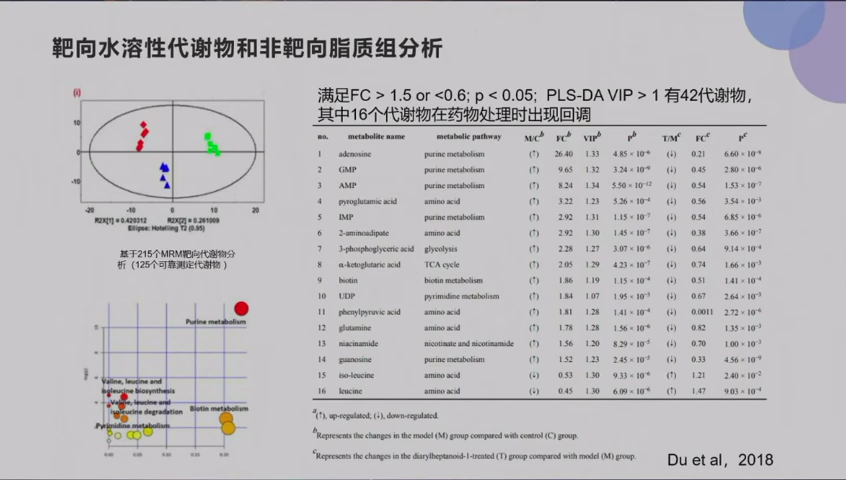 靶向水溶性代谢物和非靶向脂质组分析
(i)
10
0
-10
-20 -10 0 10 20
R2X[1] = 0.420312 R2X[2] = 0.261009
Ellipse: Hotelling T2 (0.95)
基于215个MRM靶向代谢物分
析（125个可靠测定代谢物 ）
Purine metabolism
Valine, leucine and
isoleucine biosynthesis
Valine, leucine and
isoleucine degradation
Biotin metabolism
Pyrimidine metabolism
满足FC > 1.5 or <0.6; p < 0.05; PLS-DA VIP > 1 有42代谢物，
其中16个代谢物在药物处理时出现回调
no. metabolite name metabolic pathway M/Cᵇ FCᵇ VIPᵇ Pᵇ T/Mᶜ FCᶜ Pᶜ
1 adenosine purine metabolism (↑) 26.40 1.33 4.85 × 10⁻⁶ (↓) 0.21 6.60 × 10⁻⁸
2 GMP purine metabolism (↑) 9.65 1.32 3.24 × 10⁻⁹ (↓) 0.45 2.80 × 10⁻⁶
3 AMP purine metabolism (↑) 8.24 1.34 5.50 × 10⁻¹² (↓) 0.54 1.53 × 10⁻⁷
4 pyroglutamic acid amino acid (↑) 3.22 1.23 5.26 × 10⁻⁴ (↓) 0.56 3.54 × 10⁻³
5 IMP purine metabolism (↑) 2.92 1.31 1.15 × 10⁻⁷ (↓) 0.54 6.85 × 10⁻⁶
6 2-aminoadipate amino acid (↑) 2.92 1.30 1.45 × 10⁻⁷ (↓) 0.38 3.66 × 10⁻⁷
7 3-phosphoglyceric acid glycolysis (↑) 2.28 1.27 3.07 × 10⁻⁶ (↓) 0.64 9.14 × 10⁻⁴
8 α-ketoglutaric acid TCA cycle (↑) 2.05 1.29 4.23 × 10⁻⁷ (↓) 0.74 1.66 × 10⁻³
9 biotin biotin metabolism (↑) 1.86 1.19 1.15 × 10⁻⁴ (↓) 0.51 1.41 × 10⁻⁴
10 UDP pyrimidine metabolism (↑) 1.84 1.07 1.95 × 10⁻³ (↓) 0.67 2.64 × 10⁻³
11 phenylpyruvic acid amino acid (↑) 1.81 1.28 1.41 × 10⁻⁴ (↓) 0.0011 2.72 × 10⁻⁶
12 glutamine amino acid (↑) 1.78 1.28 1.56 × 10⁻⁶ (↓) 0.82 1.35 × 10⁻³
13 niacinamide nicotinate and nicotinamide (↑) 1.56 1.20 8.29 × 10⁻⁵ (↓) 0.70 1.00 × 10⁻³
14 guanosine purine metabolism (↑) 1.52 1.23 2.45 × 10⁻⁵ (↓) 0.33 4.56 × 10⁻⁹
15 iso-leucine amino acid (↓) 0.53 1.30 9.33 × 10⁻⁶ (↑) 1.21 2.40 × 10⁻²
16 leucine amino acid (↓) 0.45 1.30 6.09 × 10⁻⁶ (↑) 1.47 9.03 × 10⁻⁴
ᵃ(↑), up-regulated; (↓), down-regulated.
ᵇRepresents the changes in the model (M) group compared with control (C) group.
ᶜRepresents the changes in the diarylheptanoid-1-treated (T) group compared with model (M) group.
Du et al，2018